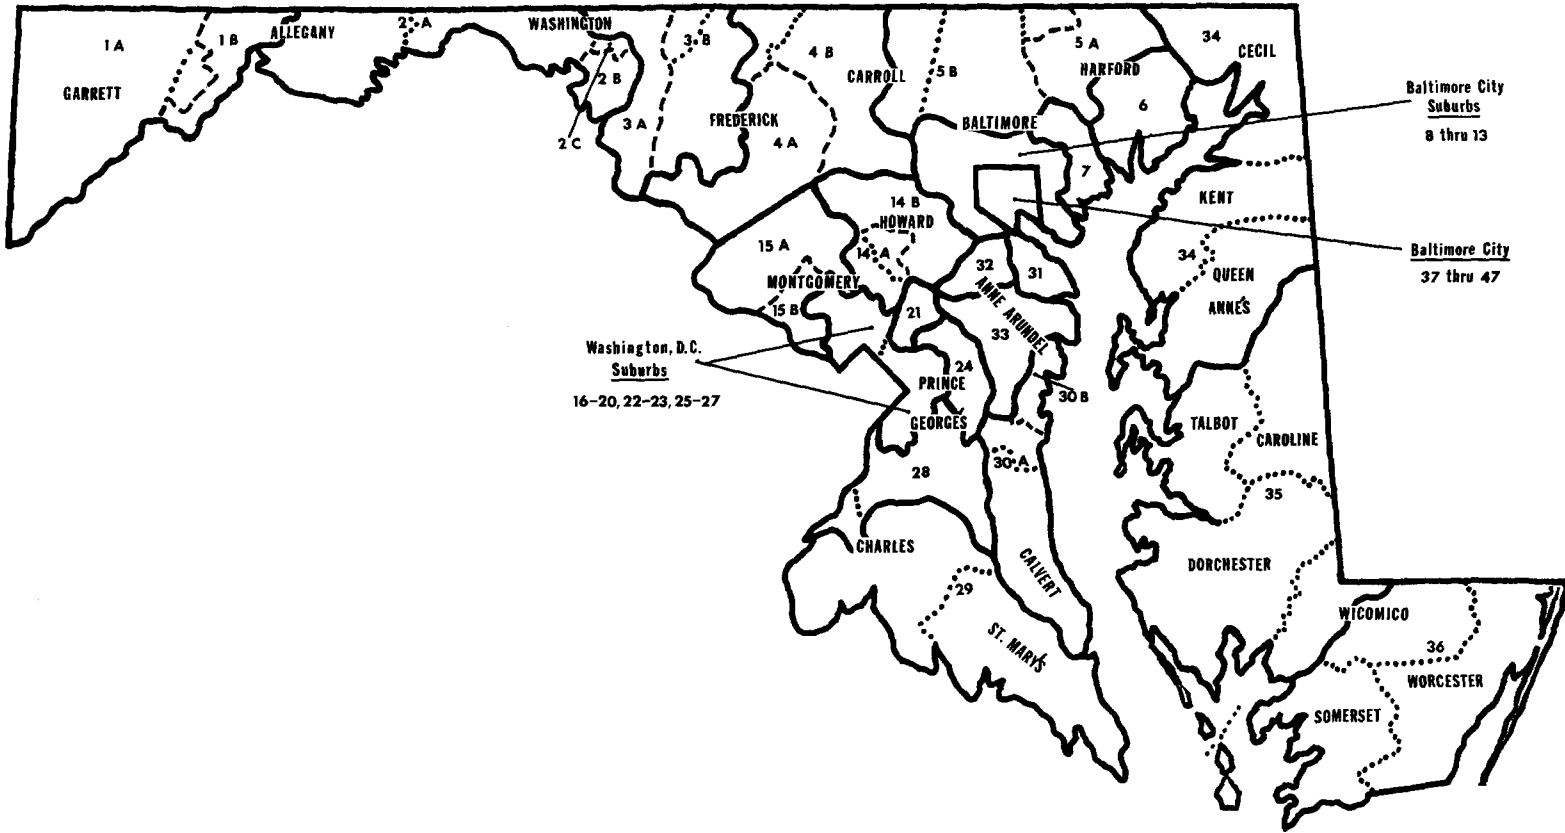 1 A
1 B
ALLEGANY
2 A
WASHINGTON
3 B
4 B
5 A
34
CECIL
GARRETT
2 B
CARROLL
5 B
HARFORD
6
Baltimore City
Suburbs
8 thru 13
2 C
3 A
FREDERICK
4 A
BALTIMORE
7
KENT
14 B
HOWARD
15 A
14 A
32
31
34
QUEEN
ANNE'S
Baltimore City
37 thru 47
MONTGOMERY
15 B
21
ANNE ARUNDEL
33
Washington, D.C.
Suburbs
16-20, 22-23, 25-27
24
PRINCE
GEORGES
30 B
TALBOT
CAROLINE
30 A
28
35
CHARLES
CALVERT
DORCHESTER
29
ST. MARY'S
WICOMICO
36
WORCESTER
SOMERSET